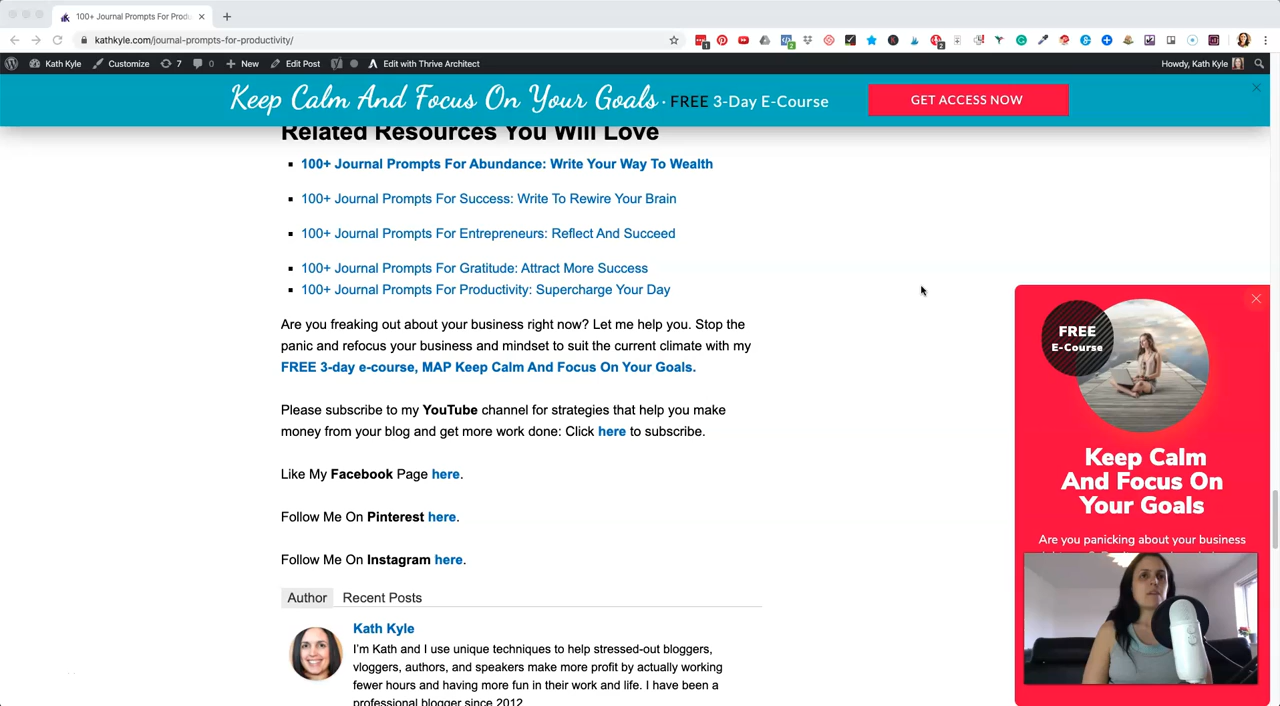 100+ Journal Prompts For Produ
kathkyle.com/journal-prompts-for-productivity/
Kath Kyle Customize 7 0 New Edit Post Edit with Thrive Architect Howdy, Kath Kyle
Keep Calm And Focus On Your Goals · FREE 3-Day E-Course GET ACCESS NOW
Related Resources You Will Love
100+ Journal Prompts For Abundance: Write Your Way To Wealth
100+ Journal Prompts For Success: Write To Rewire Your Brain
100+ Journal Prompts For Entrepreneurs: Reflect And Succeed
100+ Journal Prompts For Gratitude: Attract More Success
100+ Journal Prompts For Productivity: Supercharge Your Day
Are you freaking out about your business right now? Let me help you. Stop the
panic and refocus your business and mindset to suit the current climate with my
FREE 3-day e-course, MAP Keep Calm And Focus On Your Goals.
Please subscribe to my YouTube channel for strategies that help you make
money from your blog and get more work done: Click here to subscribe.
Like My Facebook Page here.
Follow Me On Pinterest here.
Follow Me On Instagram here.
Author Recent Posts
Kath Kyle
I'm Kath and I use unique techniques to help stressed-out bloggers,
vloggers, authors, and speakers make more profit by actually working
fewer hours and having more fun in their work and life. I have been a
professional blogger since 2012
FREE
E-Course
Keep Calm
And Focus On
Your Goals
Are you panicking about your business